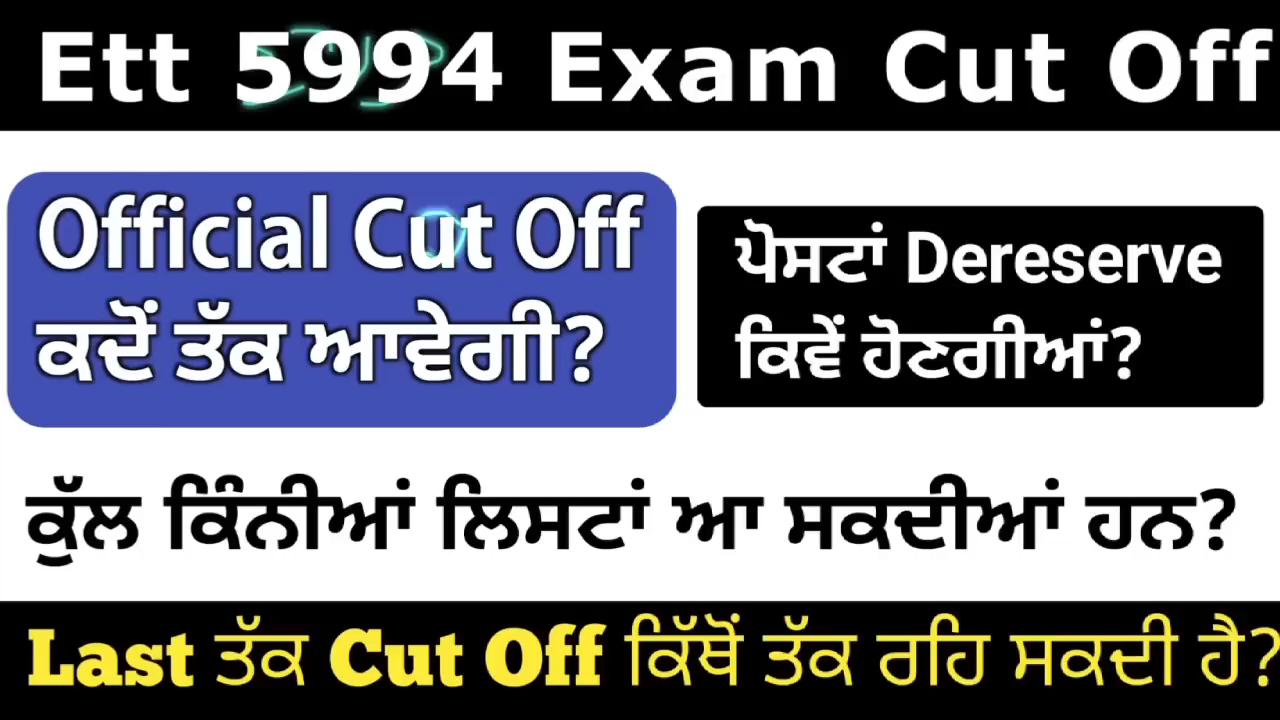 Ett 5994 Exam Cut Off
Official Cut Off
ਕਦੋਂ ਤੱਕ ਆਵੇਗੀ?
ਪੋਸਟਾਂ Dereserve
ਕਿਵੇਂ ਹੋਣਗੀਆਂ?
ਕੁੱਲ ਕਿੰਨੀਆਂ ਲਿਸਟਾਂ ਆ ਸਕਦੀਆਂ ਹਨ?
Last ਤੱਕ Cut Off ਕਿੱਥੋਂ ਤੱਕ ਰਹਿ ਸਕਦੀ ਹੈ?